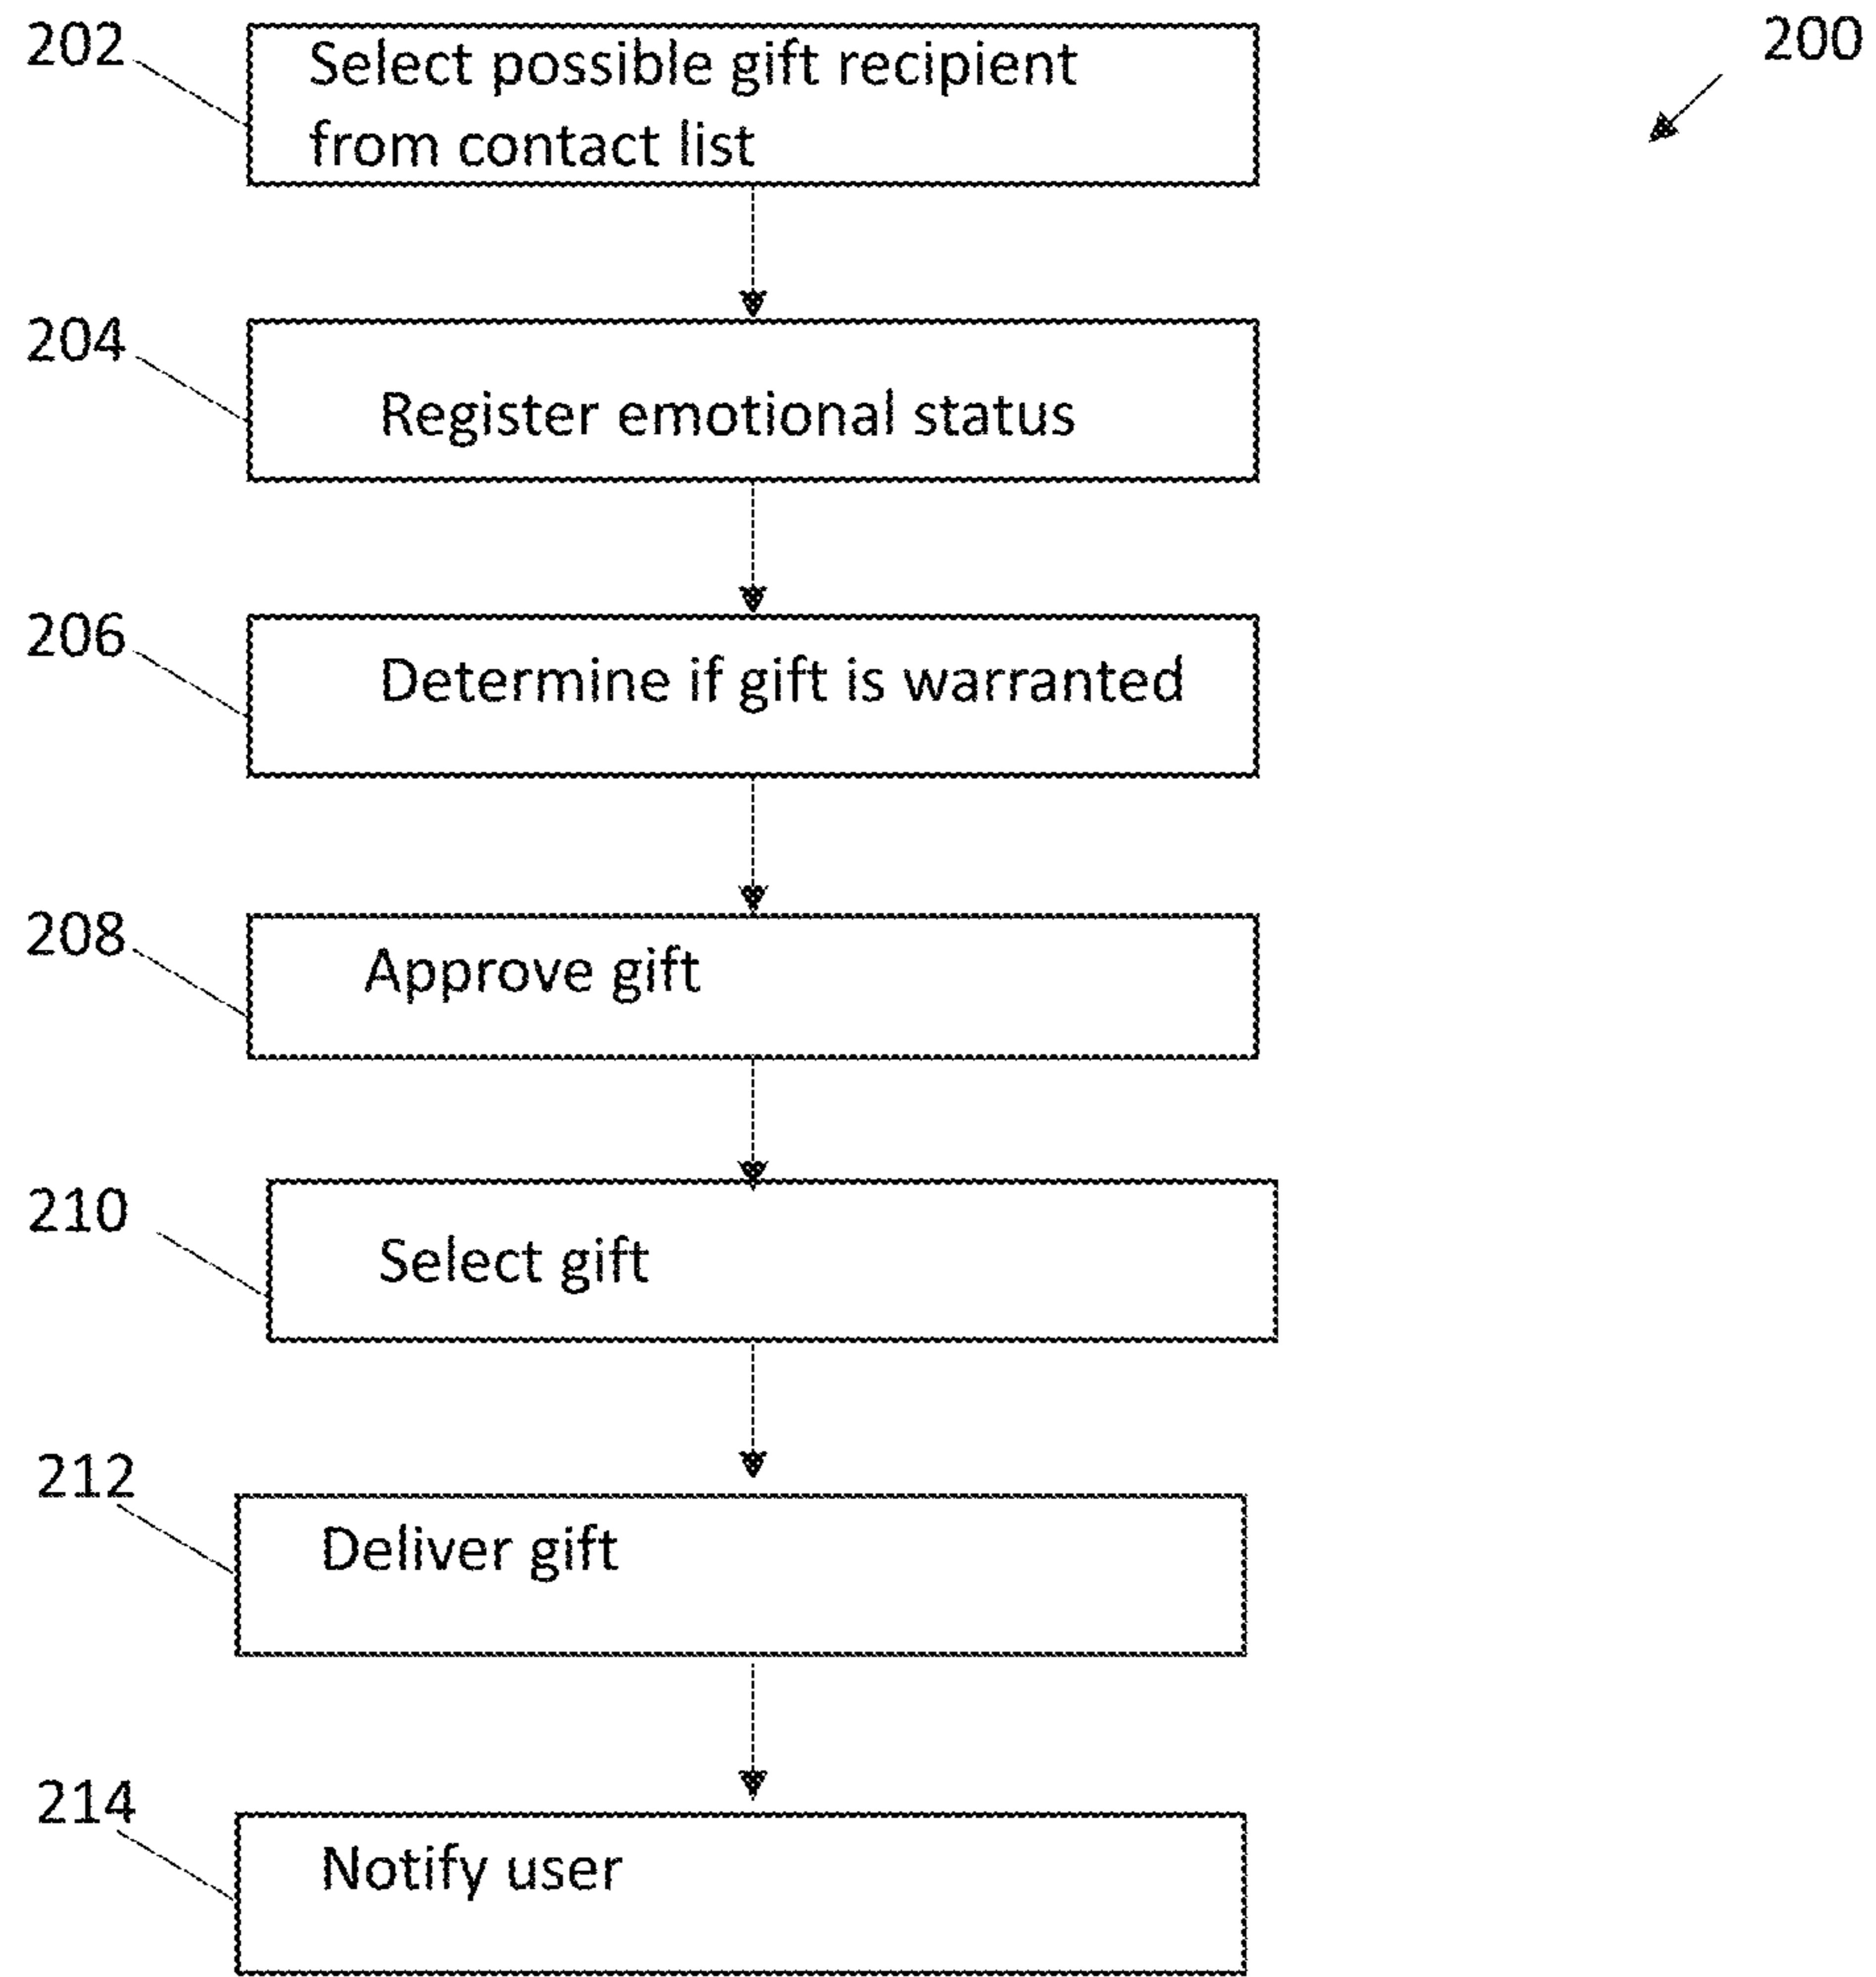 200
202
Select possible gift recipient
from contact list
204
Register emotional status
206
Determine if gift is warranted
208
Approve gift
210
Select gift
212
Deliver gift
214
Notify user